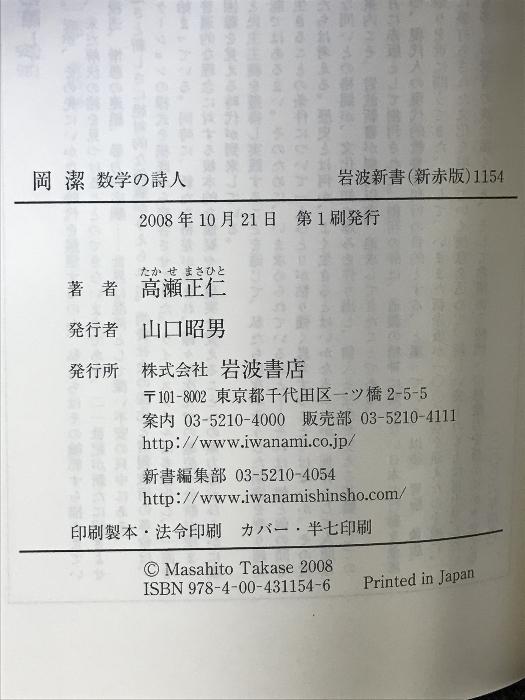 岡 潔 数学の詩人 岩波新書(新赤版)1154
2008年10月21日 第1刷発行
たか せ まさひと
著 者 高瀬正仁
発行者 山口昭男
発行所 株式会社 岩波書店
〒101-8002 東京都千代田区一ツ橋 2-5-5
案内 03-5210-4000 販売部 03-5210-4111
http://www.iwanami.co.jp/
新書編集部 03-5210-4054
http://www.iwanamishinsho.com/
印刷製本・法令印刷 カバー・半七印刷
© Masahito Takase 2008
ISBN 978-4-00-431154-6 Printed in Japan